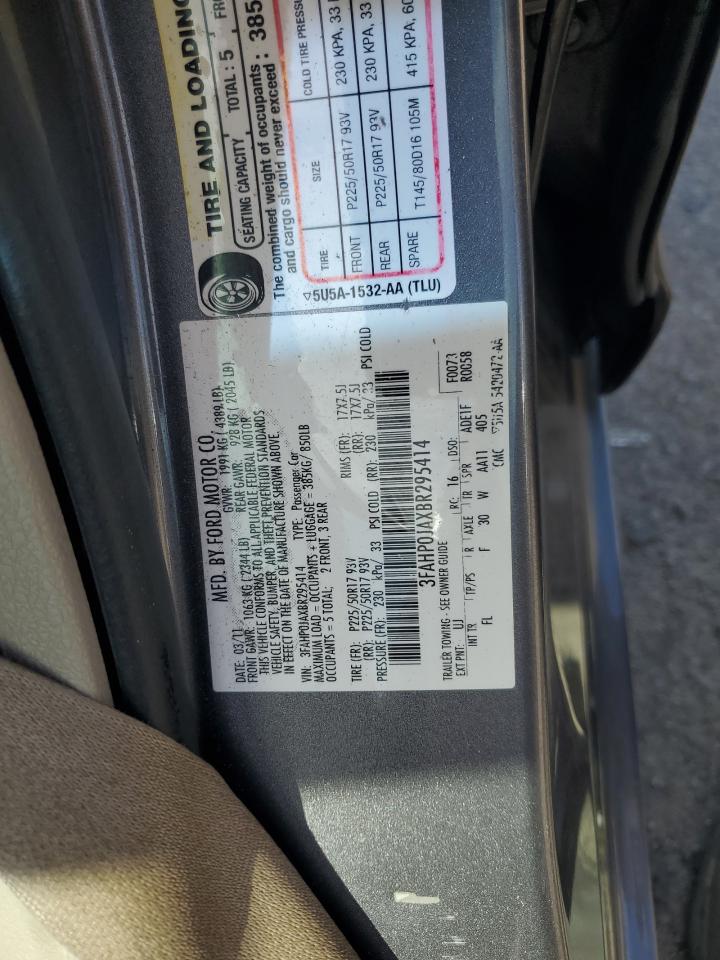 MFD. BY FORD MOTOR CO.
DATE: 03/11 GVWR: 1991 KG ( 4389 LB)
FRONT GAWR: 1063 KG ( 2344 LB) REAR GAWR: 928 KG ( 2045 LB)
THIS VEHICLE CONFORMS TO ALL APPLICABLE FEDERAL MOTOR
VEHICLE SAFETY, BUMPER, AND THEFT PREVENTION STANDARDS
IN EFFECT ON THE DATE OF MANUFACTURE SHOWN ABOVE.
VIN: 3FAHP0JAXBR295414 TYPE: Passenger Car
MAXIMUM LOAD = OCCUPANTS + LUGGAGE = 385KG/ 850LB
OCCUPANTS = 5 TOTAL; 2 FRONT, 3 REAR
TIRE (FR): P225/50R17 93V RIMS (FR): 17X7.5J
(RR): P225/50R17 93V (RR): 17X7.5J
PRESSURE (FR): 230 kPa/ 33 PSI COLD (RR): 230 kPa/ 33 PSI COLD
3FAHP0JAXBR295414
TRAILER TOWING - SEE OWNER GUIDE F0073
EXT PNT: UJ RC: 16 DSO: R0058
INT TR TP/PS R AXLE TR SPR ADE1F
FL F 30 W AA11 405
CMC
TIRE AND LOADING
SEATING CAPACITY TOTAL : 5
The combined weight of occupants : 385
and cargo should never exceed
TIRE SIZE COLD TIRE PRESSU
FRONT P225/50R17 93V 230 KPA, 33
REAR P225/50R17 93V 230 KPA, 33
SPARE T145/80D16 105M 415 KPA, 60
5U5A-1532-AA (TLU)